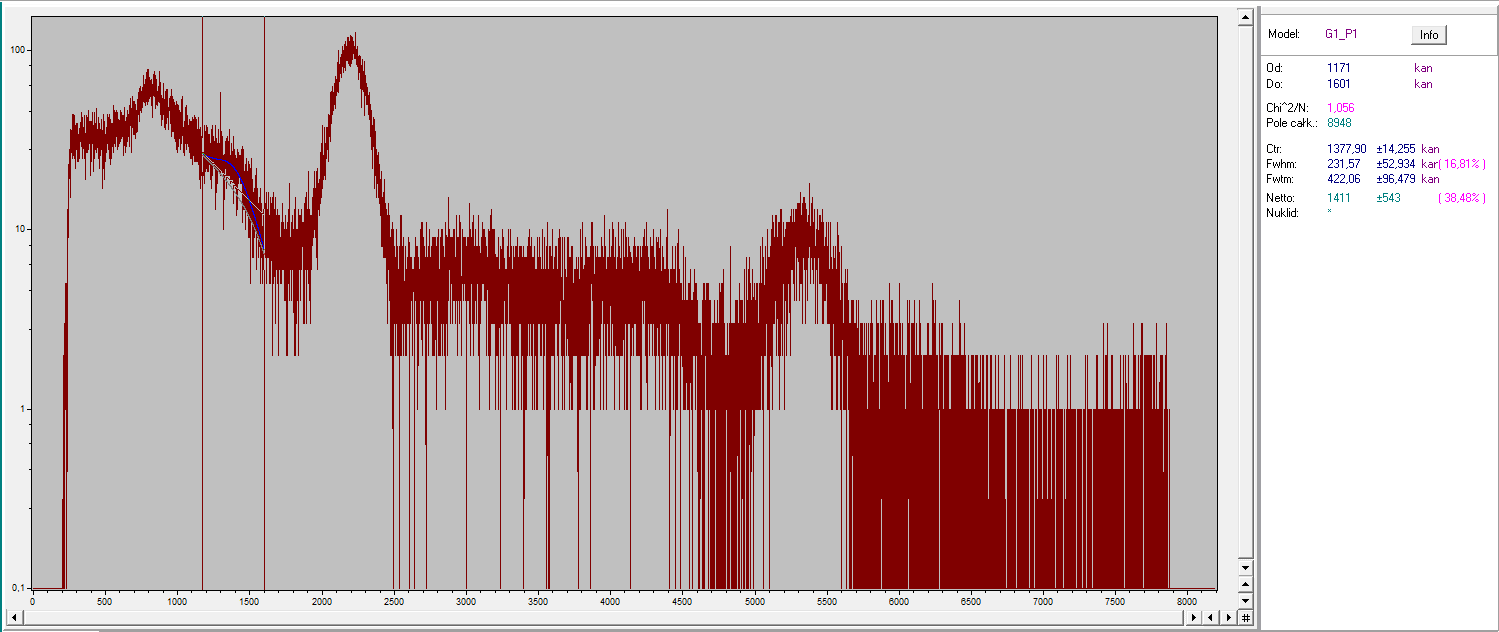 Model: G1_P1 Info
Od: 1171 kan
Do: 1601 kan
Chi^2/N: 1,056
Pole całk.: 8948
Ctr: 1377,90 ±14,255 kan
Fwhm: 231,57 ±52,934 kar( 16,81% )
Fwtm: 422,06 ±96,479 kan
Netto: 1411 ±543 ( 38,48% )
Nuklid: *
100
10
1
0,1
0 500 1000 1500 2000 2500 3000 3500 4000 4500 5000 5500 6000 6500 7000 7500 8000
#